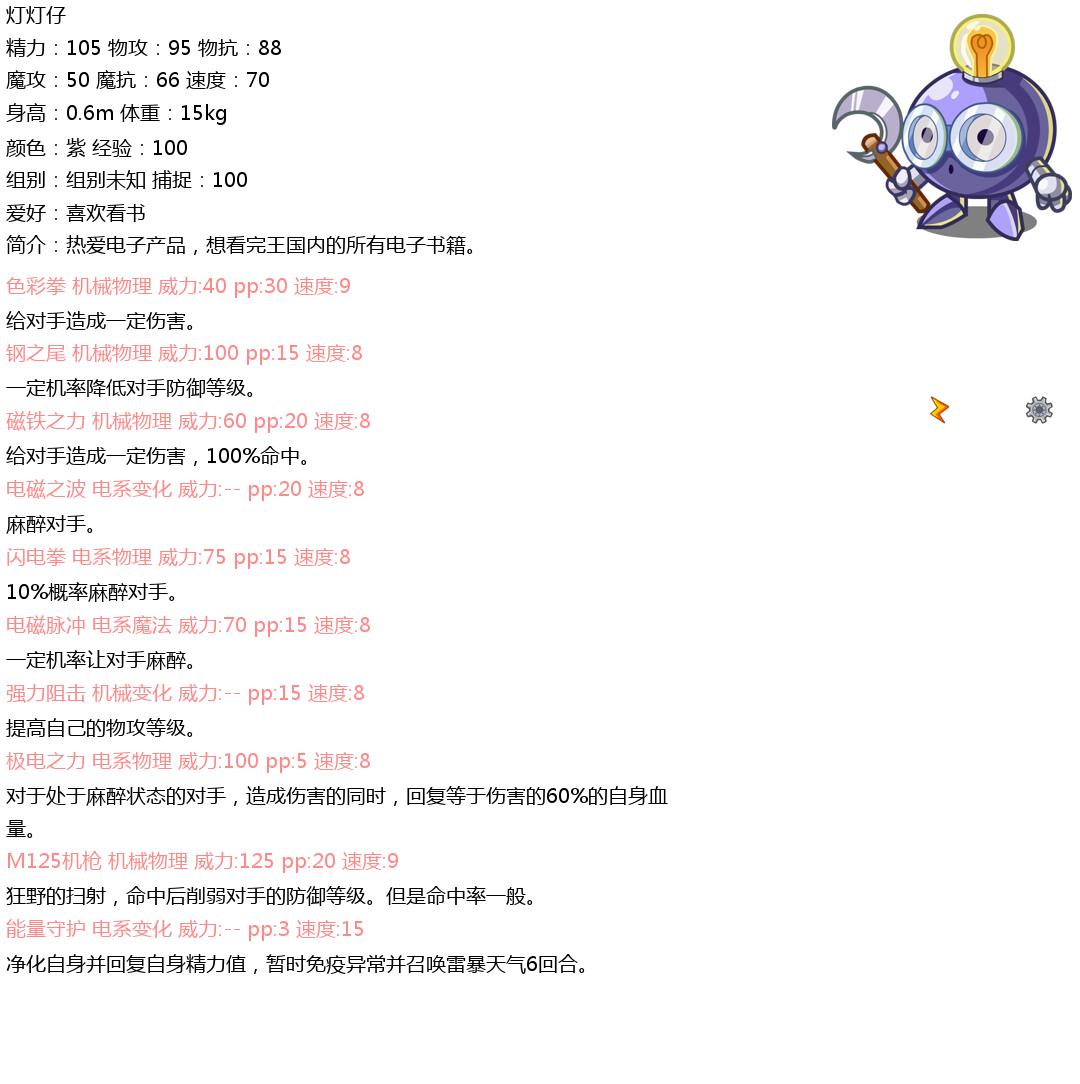 灯灯仔
精力：105 物攻：95 物抗：88
魔攻：50 魔抗：66 速度：70
身高：0.6m 体重：15kg
颜色：紫 经验：100
组别：组别未知 捕捉：100
爱好：喜欢看书
简介：热爱电子产品，想看完王国内的所有电子书籍。
色彩拳 机械物理 威力:40 pp:30 速度:9
给对手造成一定伤害。
钢之尾 机械物理 威力:100 pp:15 速度:8
一定机率降低对手防御等级。
磁铁之力 机械物理 威力:60 pp:20 速度:8
给对手造成一定伤害，100%命中。
电磁之波 电系变化 威力:-- pp:20 速度:8
麻醉对手。
闪电拳 电系物理 威力:75 pp:15 速度:8
10%概率麻醉对手。
电磁脉冲 电系魔法 威力:70 pp:15 速度:8
一定机率让对手麻醉。
强力阻击 机械变化 威力:-- pp:15 速度:8
提高自己的物攻等级。
极电之力 电系物理 威力:100 pp:5 速度:8
对于处于麻醉状态的对手，造成伤害的同时，回复等于伤害的60%的自身血
量。
M125机枪 机械物理 威力:125 pp:20 速度:9
狂野的扫射，命中后削弱对手的防御等级。但是命中率一般。
能量守护 电系变化 威力:-- pp:3 速度:15
净化自身并回复自身精力值，暂时免疫异常并召唤雷暴天气6回合。